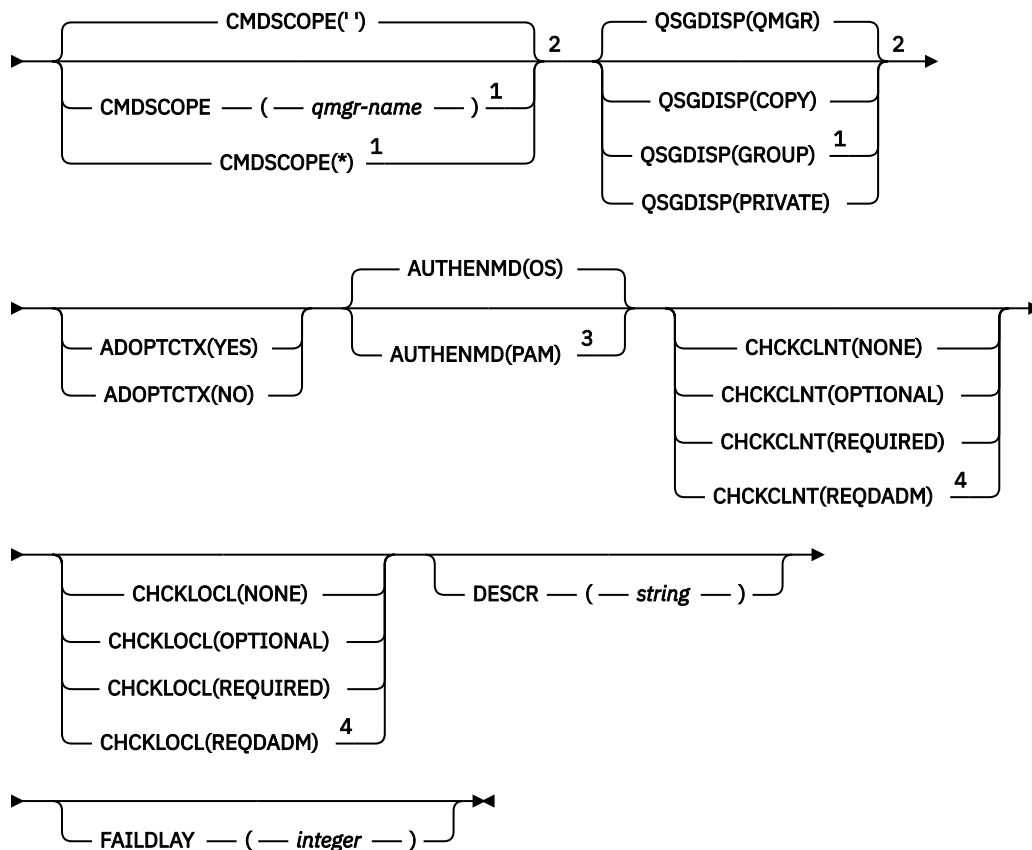 CMDSCOPE(' ')
2
CMDSCOPE ( qmgr-name ) 1
CMDSCOPE(*) 1
QSGDISP(QMGR)
2
QSGDISP(COPY)
QSGDISP(GROUP) 1
QSGDISP(PRIVATE)
ADOPTCTX(YES)
ADOPTCTX(NO)
AUTHENMD(OS)
AUTHENMD(PAM) 3
CHCKCLNT(NONE)
CHCKCLNT(OPTIONAL)
CHCKCLNT(REQUIRED)
CHCKCLNT(REQDADM) 4
CHCKLOCL(NONE)
CHCKLOCL(OPTIONAL)
CHCKLOCL(REQUIRED)
CHCKLOCL(REQDADM) 4
DESCR ( string )
FAILDLAY ( integer )